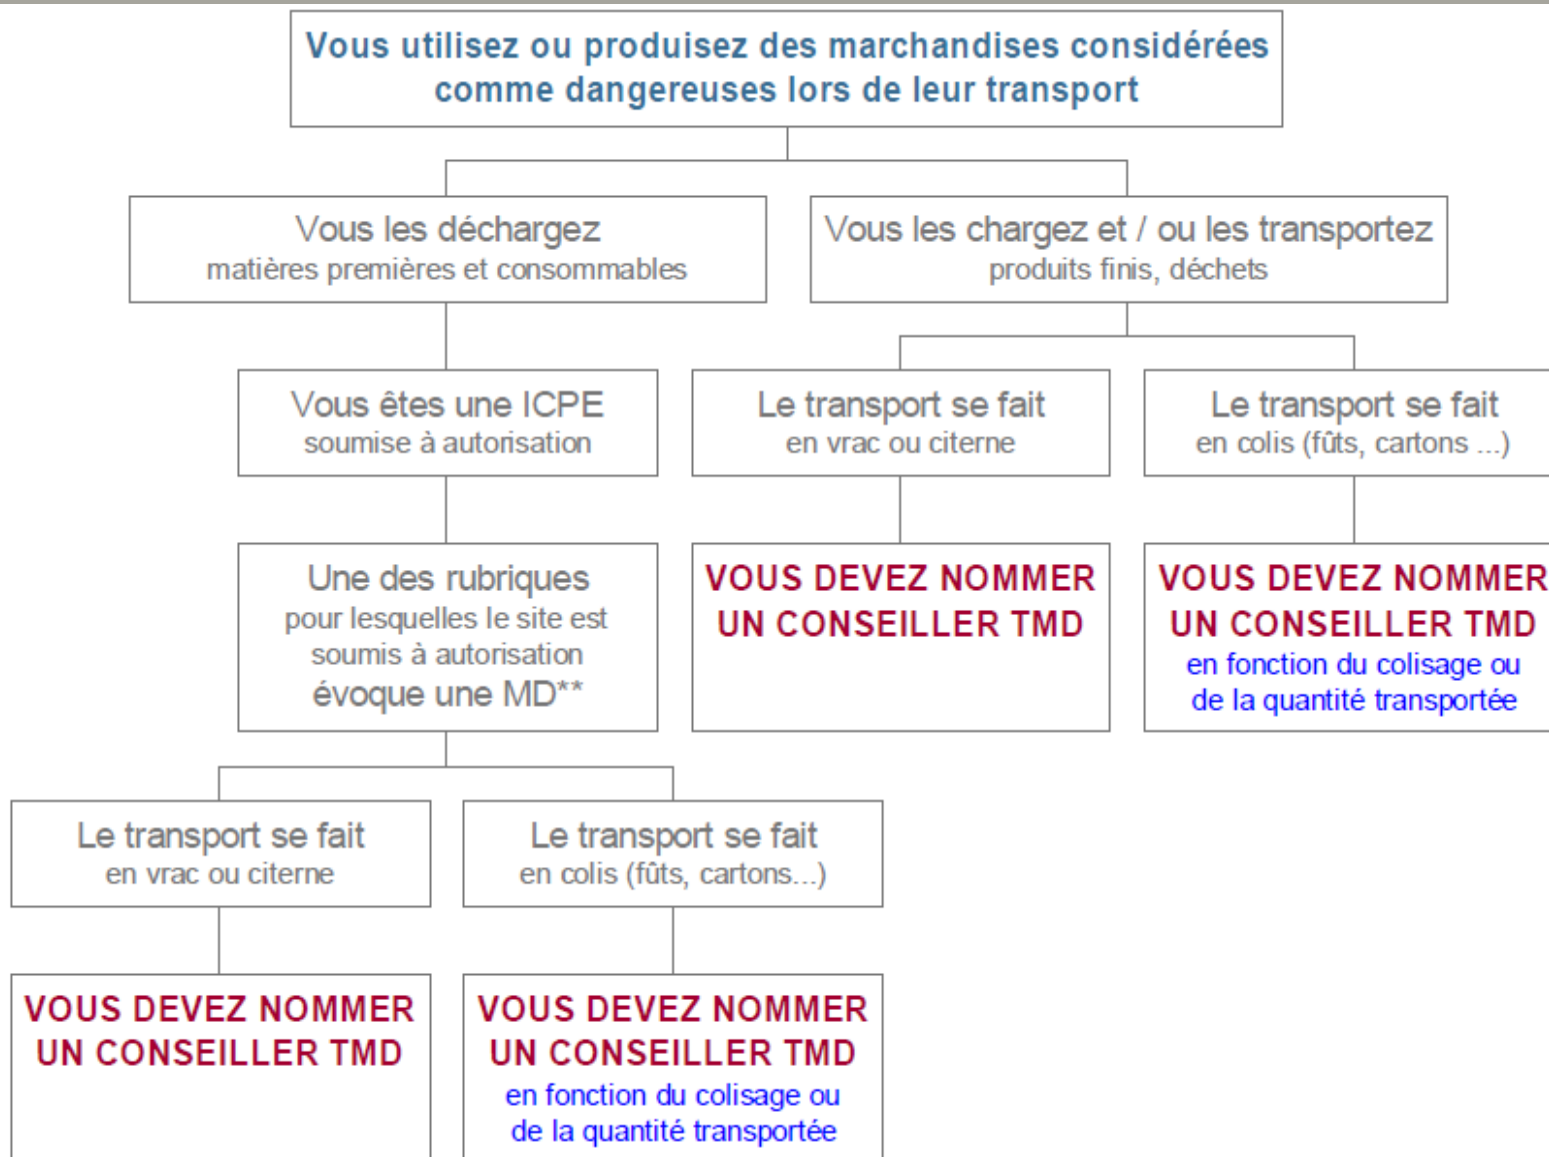 Vous utilisez ou produisez des marchandises considérées
comme dangereuses lors de leur transport
Vous les déchargez
matières premières et consommables
Vous les chargez et / ou les transportez
produits finis, déchets
Vous êtes une ICPE
soumise à autorisation
Le transport se fait
en vrac ou citerne
Le transport se fait
en colis (fûts, cartons ...)
Une des rubriques
pour lesquelles le site est
soumis à autorisation
évoque une MD**
VOUS DEVEZ NOMMER
UN CONSEILLER TMD
VOUS DEVEZ NOMMER
UN CONSEILLER TMD
en fonction du colisage ou
de la quantité transportée
Le transport se fait
en vrac ou citerne
Le transport se fait
en colis (fûts, cartons...)
VOUS DEVEZ NOMMER
UN CONSEILLER TMD
VOUS DEVEZ NOMMER
UN CONSEILLER TMD
en fonction du colisage ou
de la quantité transportée